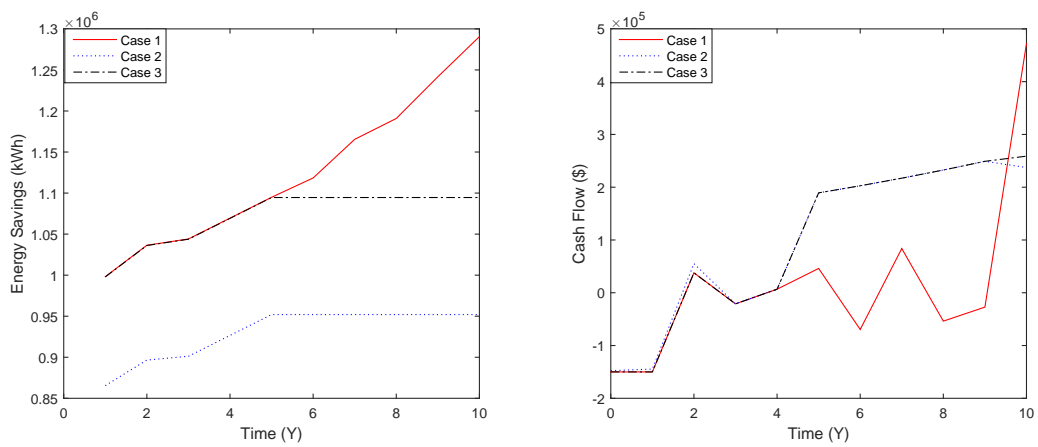 ×10^6
1.3
1.25
1.2
1.15
1.1
1.05
1
0.95
0.9
0.85
Energy Savings (kWh)
Case 1
Case 2
Case 3
0 2 4 6 8 10
Time (Y)
×10^5
5
4
3
2
1
0
-1
-2
Cash Flow ($)
Case 1
Case 2
Case 3
0 2 4 6 8 10
Time (Y)